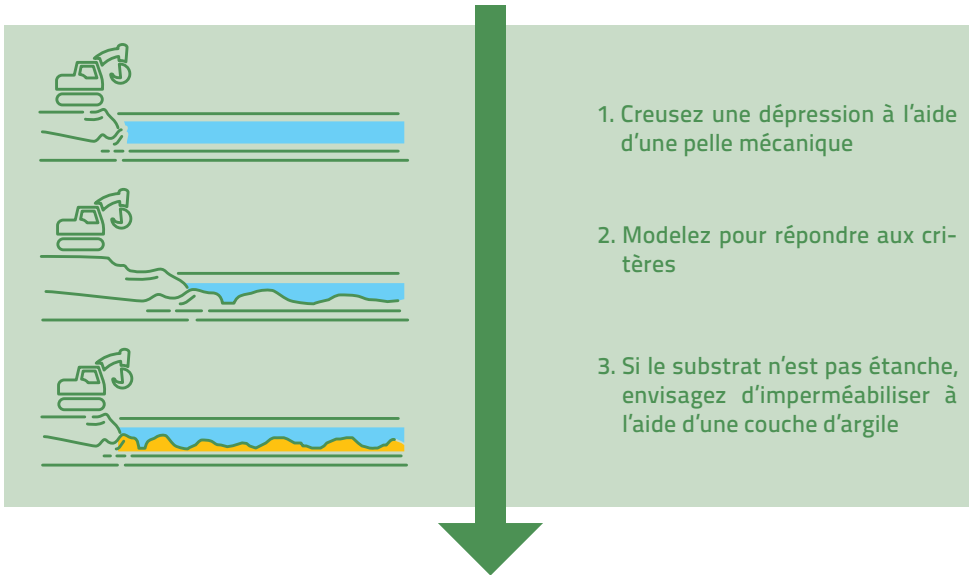 1. Creusez une dépression à l'aide
d'une pelle mécanique
2. Modelez pour répondre aux cri-
tères
3. Si le substrat n'est pas étanche,
envisagez d'imperméabiliser à
l'aide d'une couche d'argile